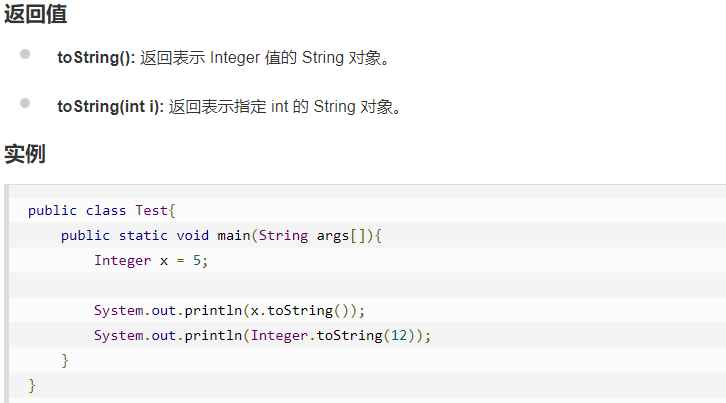 返回值
toString(): 返回表示 Integer 值的 String 对象。
toString(int i): 返回表示指定 int 的 String 对象。
实例
public class Test{
    public static void main(String args[]){
        Integer x = 5;
        System.out.println(x.toString());
        System.out.println(Integer.toString(12));
    }
}